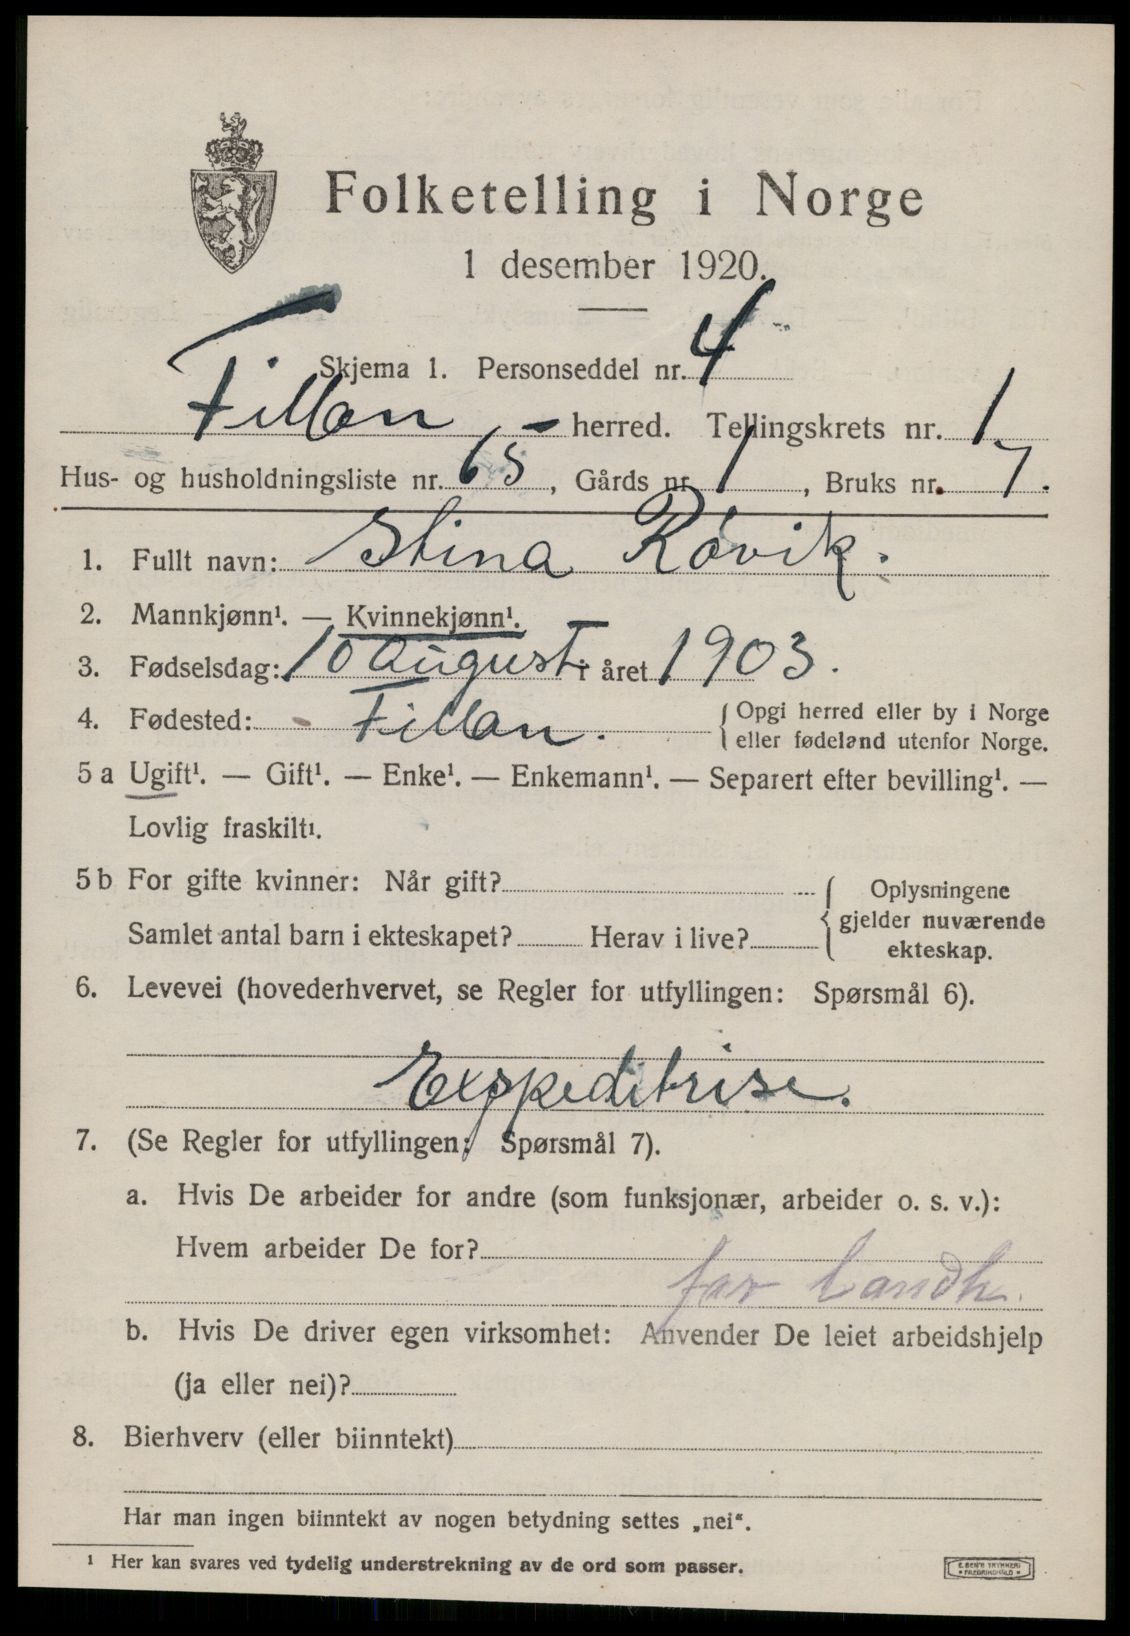 Folketelling i Norge
1 desember 1920.
Skjema 1. Personseddel nr. 4
Fillan - herred. Tellingskrets nr. 1
Hus- og husholdningsliste nr. 65, Gårds nr. 1, Bruks nr. 7.
1. Fullt navn: Stina Røvik.
2. Mannkjønn¹. — Kvinnekjønn¹.
3. Fødselsdag: 10 august i året 1903.
4. Fødested: Fillan. { Opgi herred eller by i Norge
eller fødeland utenfor Norge.
5 a Ugift¹. — Gift¹. — Enke¹. — Enkemann¹. — Separert efter bevilling¹. —
Lovlig fraskilt¹.
5 b For gifte kvinner: Når gift? { Oplysningene
gjelder nuværende
ekteskap.
Samlet antal barn i ekteskapet? Herav i live?
6. Levevei (hovederhvervet, se Regler for utfyllingen: Spørsmål 6).
Expeditrise.
7. (Se Regler for utfyllingen: Spørsmål 7).
a. Hvis De arbeider for andre (som funksjonær, arbeider o. s. v.):
Hvem arbeider De for?
far Landh.
b. Hvis De driver egen virksomhet: Anvender De leiet arbeidshjelp
(ja eller nei)?
8. Bierhverv (eller biinntekt)
Har man ingen biinntekt av nogen betydning settes „nei“.
¹ Her kan svares ved tydelig understrekning av de ord som passer.